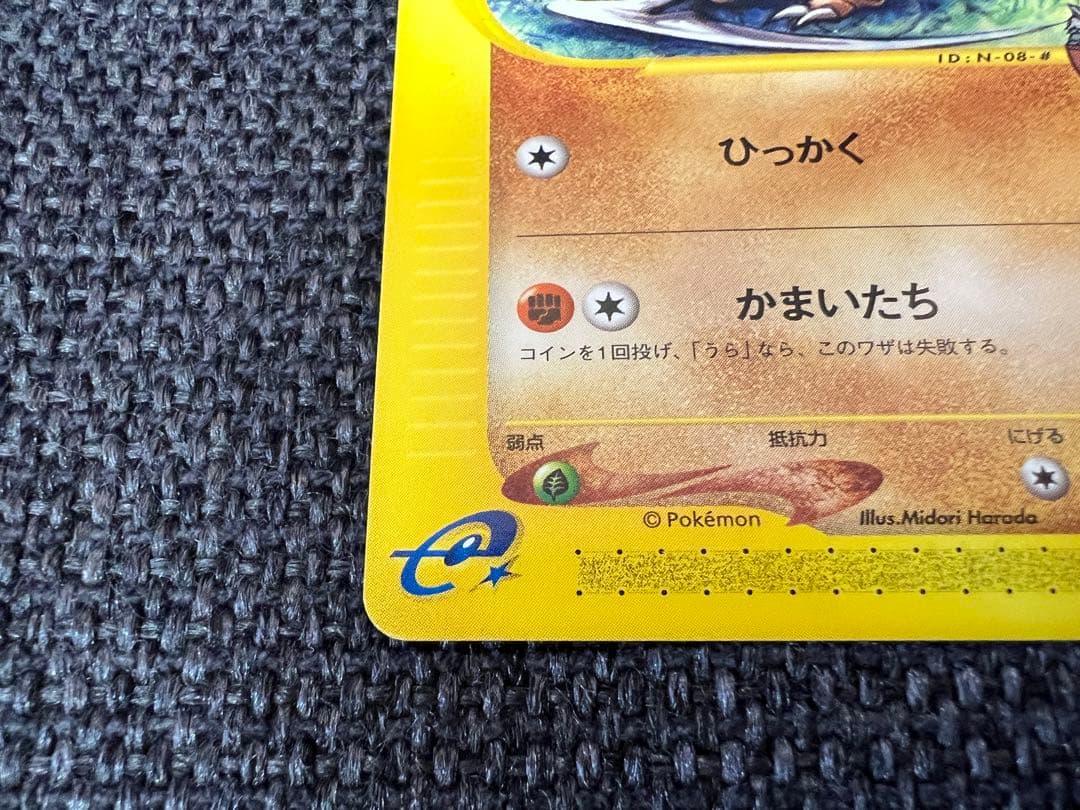 ID：N-08-#
ひっかく
かまいたち
コインを1回投げ、「うら」なら、このワザは失敗する。
弱点 抵抗力 にげる
© Pokémon Illus.Midori Harada
e